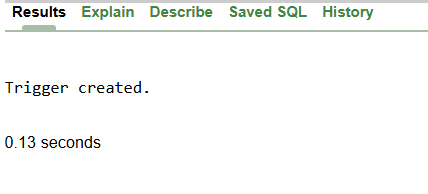 Results Explain Describe Saved SQL History
Trigger created.
0.13 seconds